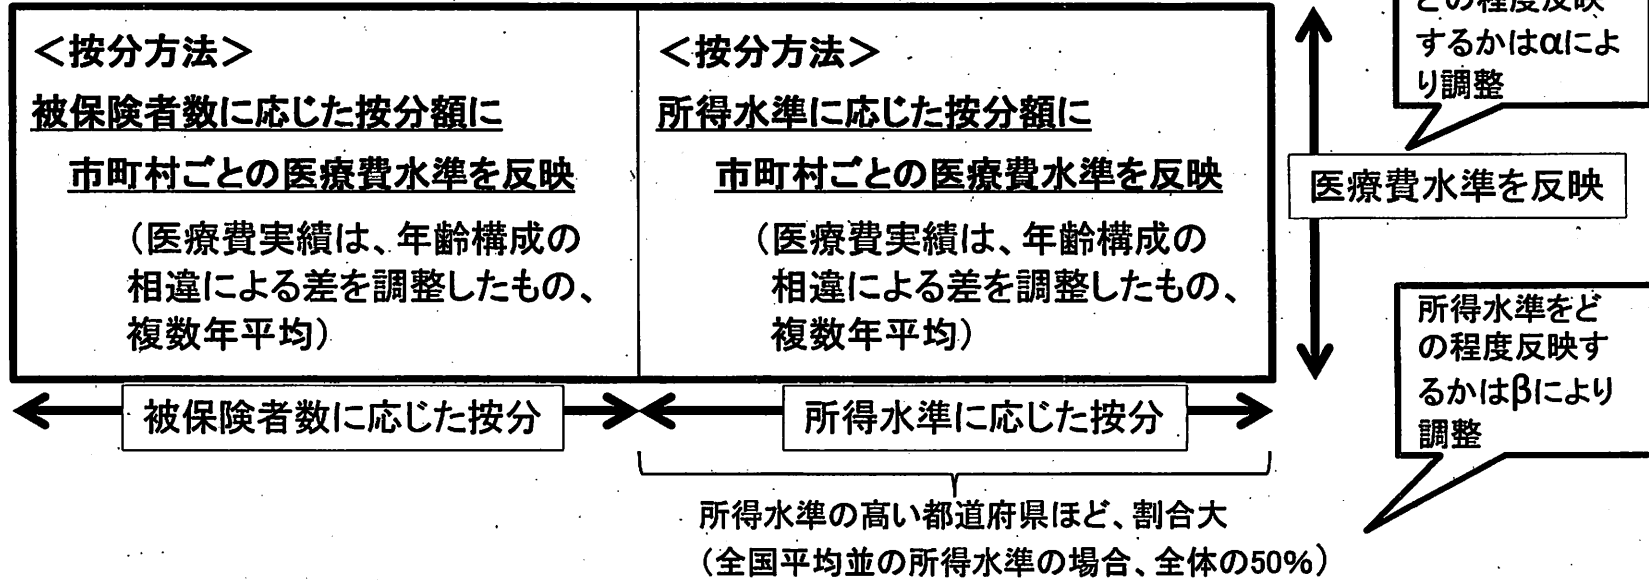 <按分方法>
被保険者数に応じた按分額に
市町村ごとの医療費水準を反映
(医療費実績は、年齢構成の
相違による差を調整したもの、
複数年平均)
<按分方法>
所得水準に応じた按分額に
市町村ごとの医療費水準を反映
(医療費実績は、年齢構成の
相違による差を調整したもの、
複数年平均)
どの程度反映
するかはαによ
り調整
医療費水準を反映
所得水準をど
の程度反映す
るかはβにより
調整
被保険者数に応じた按分
所得水準に応じた按分
所得水準の高い都道府県ほど、割合大
(全国平均並の所得水準の場合、全体の50%)